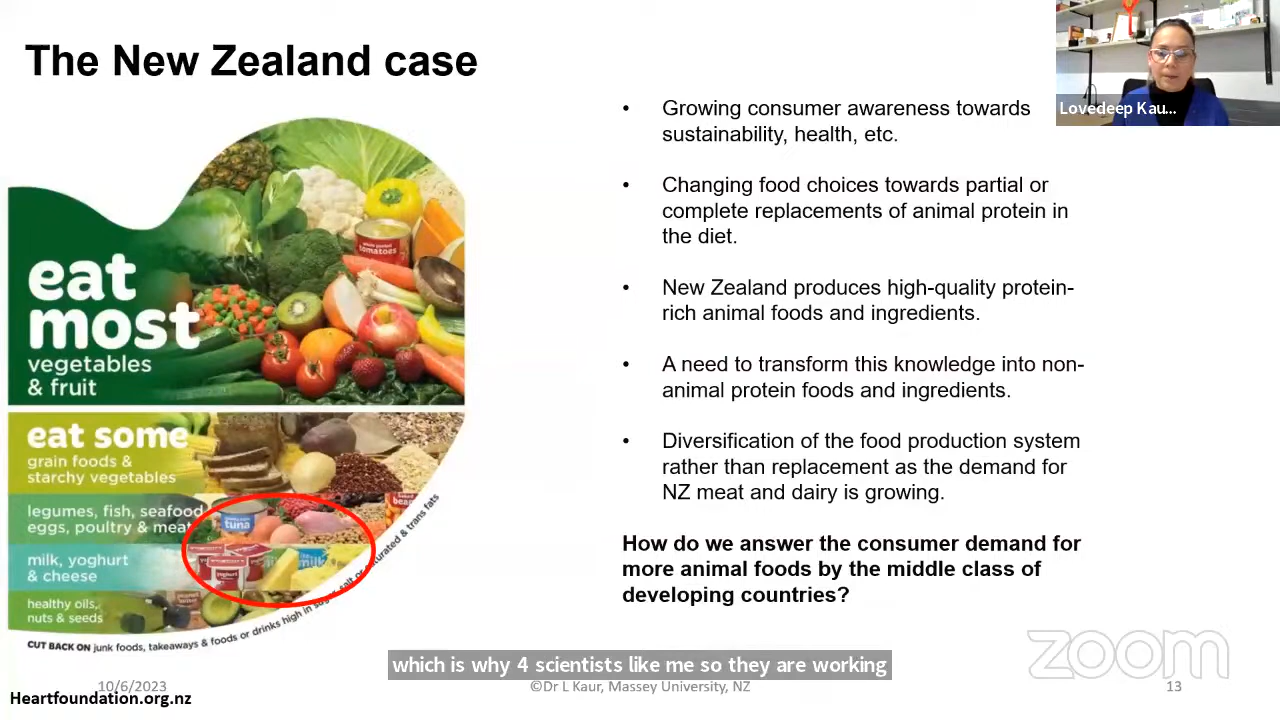 The New Zealand case
Lovedeep Kau...
• Growing consumer awareness towards
sustainability, health, etc.
• Changing food choices towards partial or
complete replacements of animal protein in
the diet.
• New Zealand produces high-quality protein-
rich animal foods and ingredients.
• A need to transform this knowledge into non-
animal protein foods and ingredients.
• Diversification of the food production system
rather than replacement as the demand for
NZ meat and dairy is growing.
How do we answer the consumer demand for
more animal foods by the middle class of
developing countries?
eat
most
vegetables
& fruit
tomatoes
eat some
grain foods &
starchy vegetables
legumes, fish, seafood
eggs, poultry & meat
tuna
milk, yoghurt
& cheese
yoghurt
milk
healthy oils,
nuts & seeds
CUT BACK ON junk foods, takeaways & foods or drinks high in sugar, salt or saturated & trans fats
zoom
which is why 4 scientists like me so they are working
10/6/2023
©Dr L Kaur, Massey University, NZ
13
Heartfoundation.org.nz